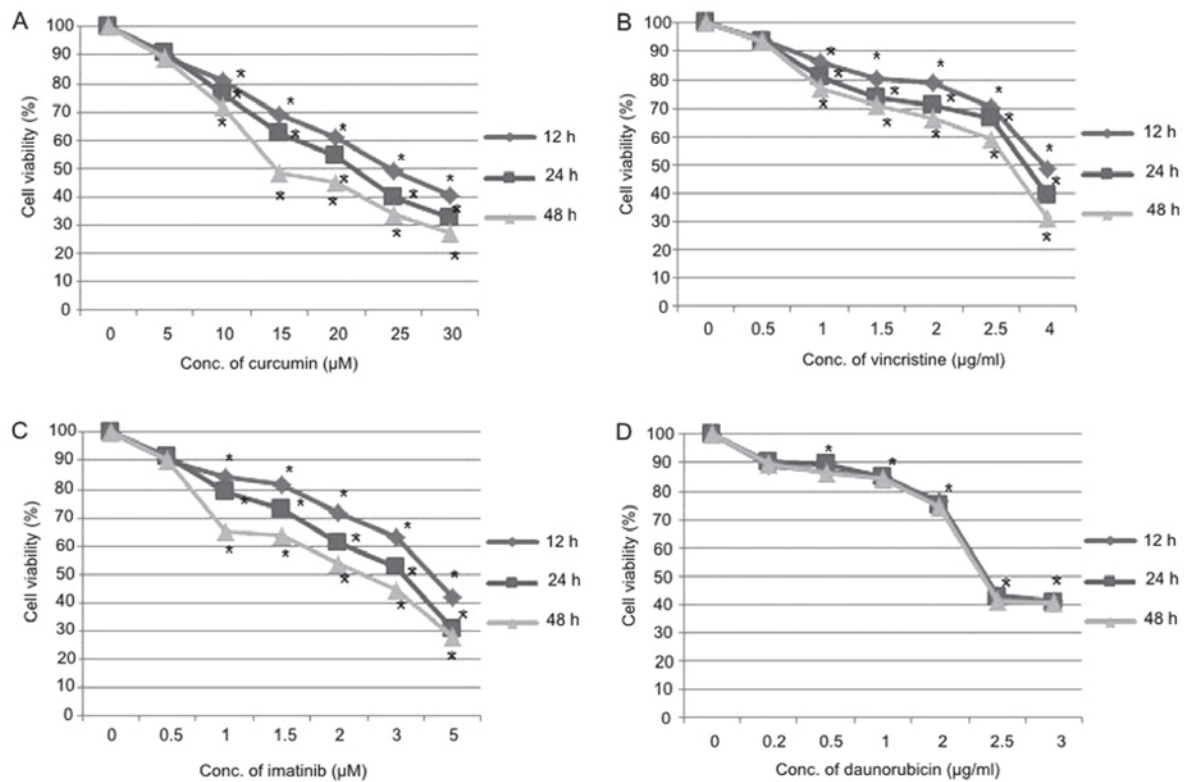 A
100
90
80
70
60
50
40
30
20
10
0
Cell viability (%)
0 5 10 15 20 25 30
Conc. of curcumin (µM)
12 h
24 h
48 h
B
100
90
80
70
60
50
40
30
20
10
0
Cell viability (%)
0 0.5 1 1.5 2 2.5 4
Conc. of vincristine (µg/ml)
12 h
24 h
48 h
C
100
90
80
70
60
50
40
30
20
10
0
Cell viability (%)
0 0.5 1 1.5 2 3 5
Conc. of imatinib (µM)
12 h
24 h
48 h
D
100
90
80
70
60
50
40
30
20
10
0
Cell viability (%)
0 0.2 0.5 1 2 2.5 3
Conc. of daunorubicin (µg/ml)
12 h
24 h
48 h